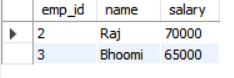 emp_id name salary
2 Raj 70000
3 Bhoomi 65000